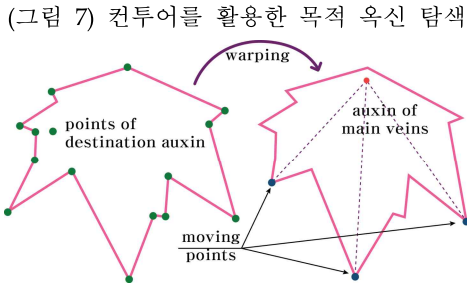 (그림 7) 컨투어를 활용한 목적 옥신 탐색
warping
points of
destination auxin
auxin of
main veins
moving
points